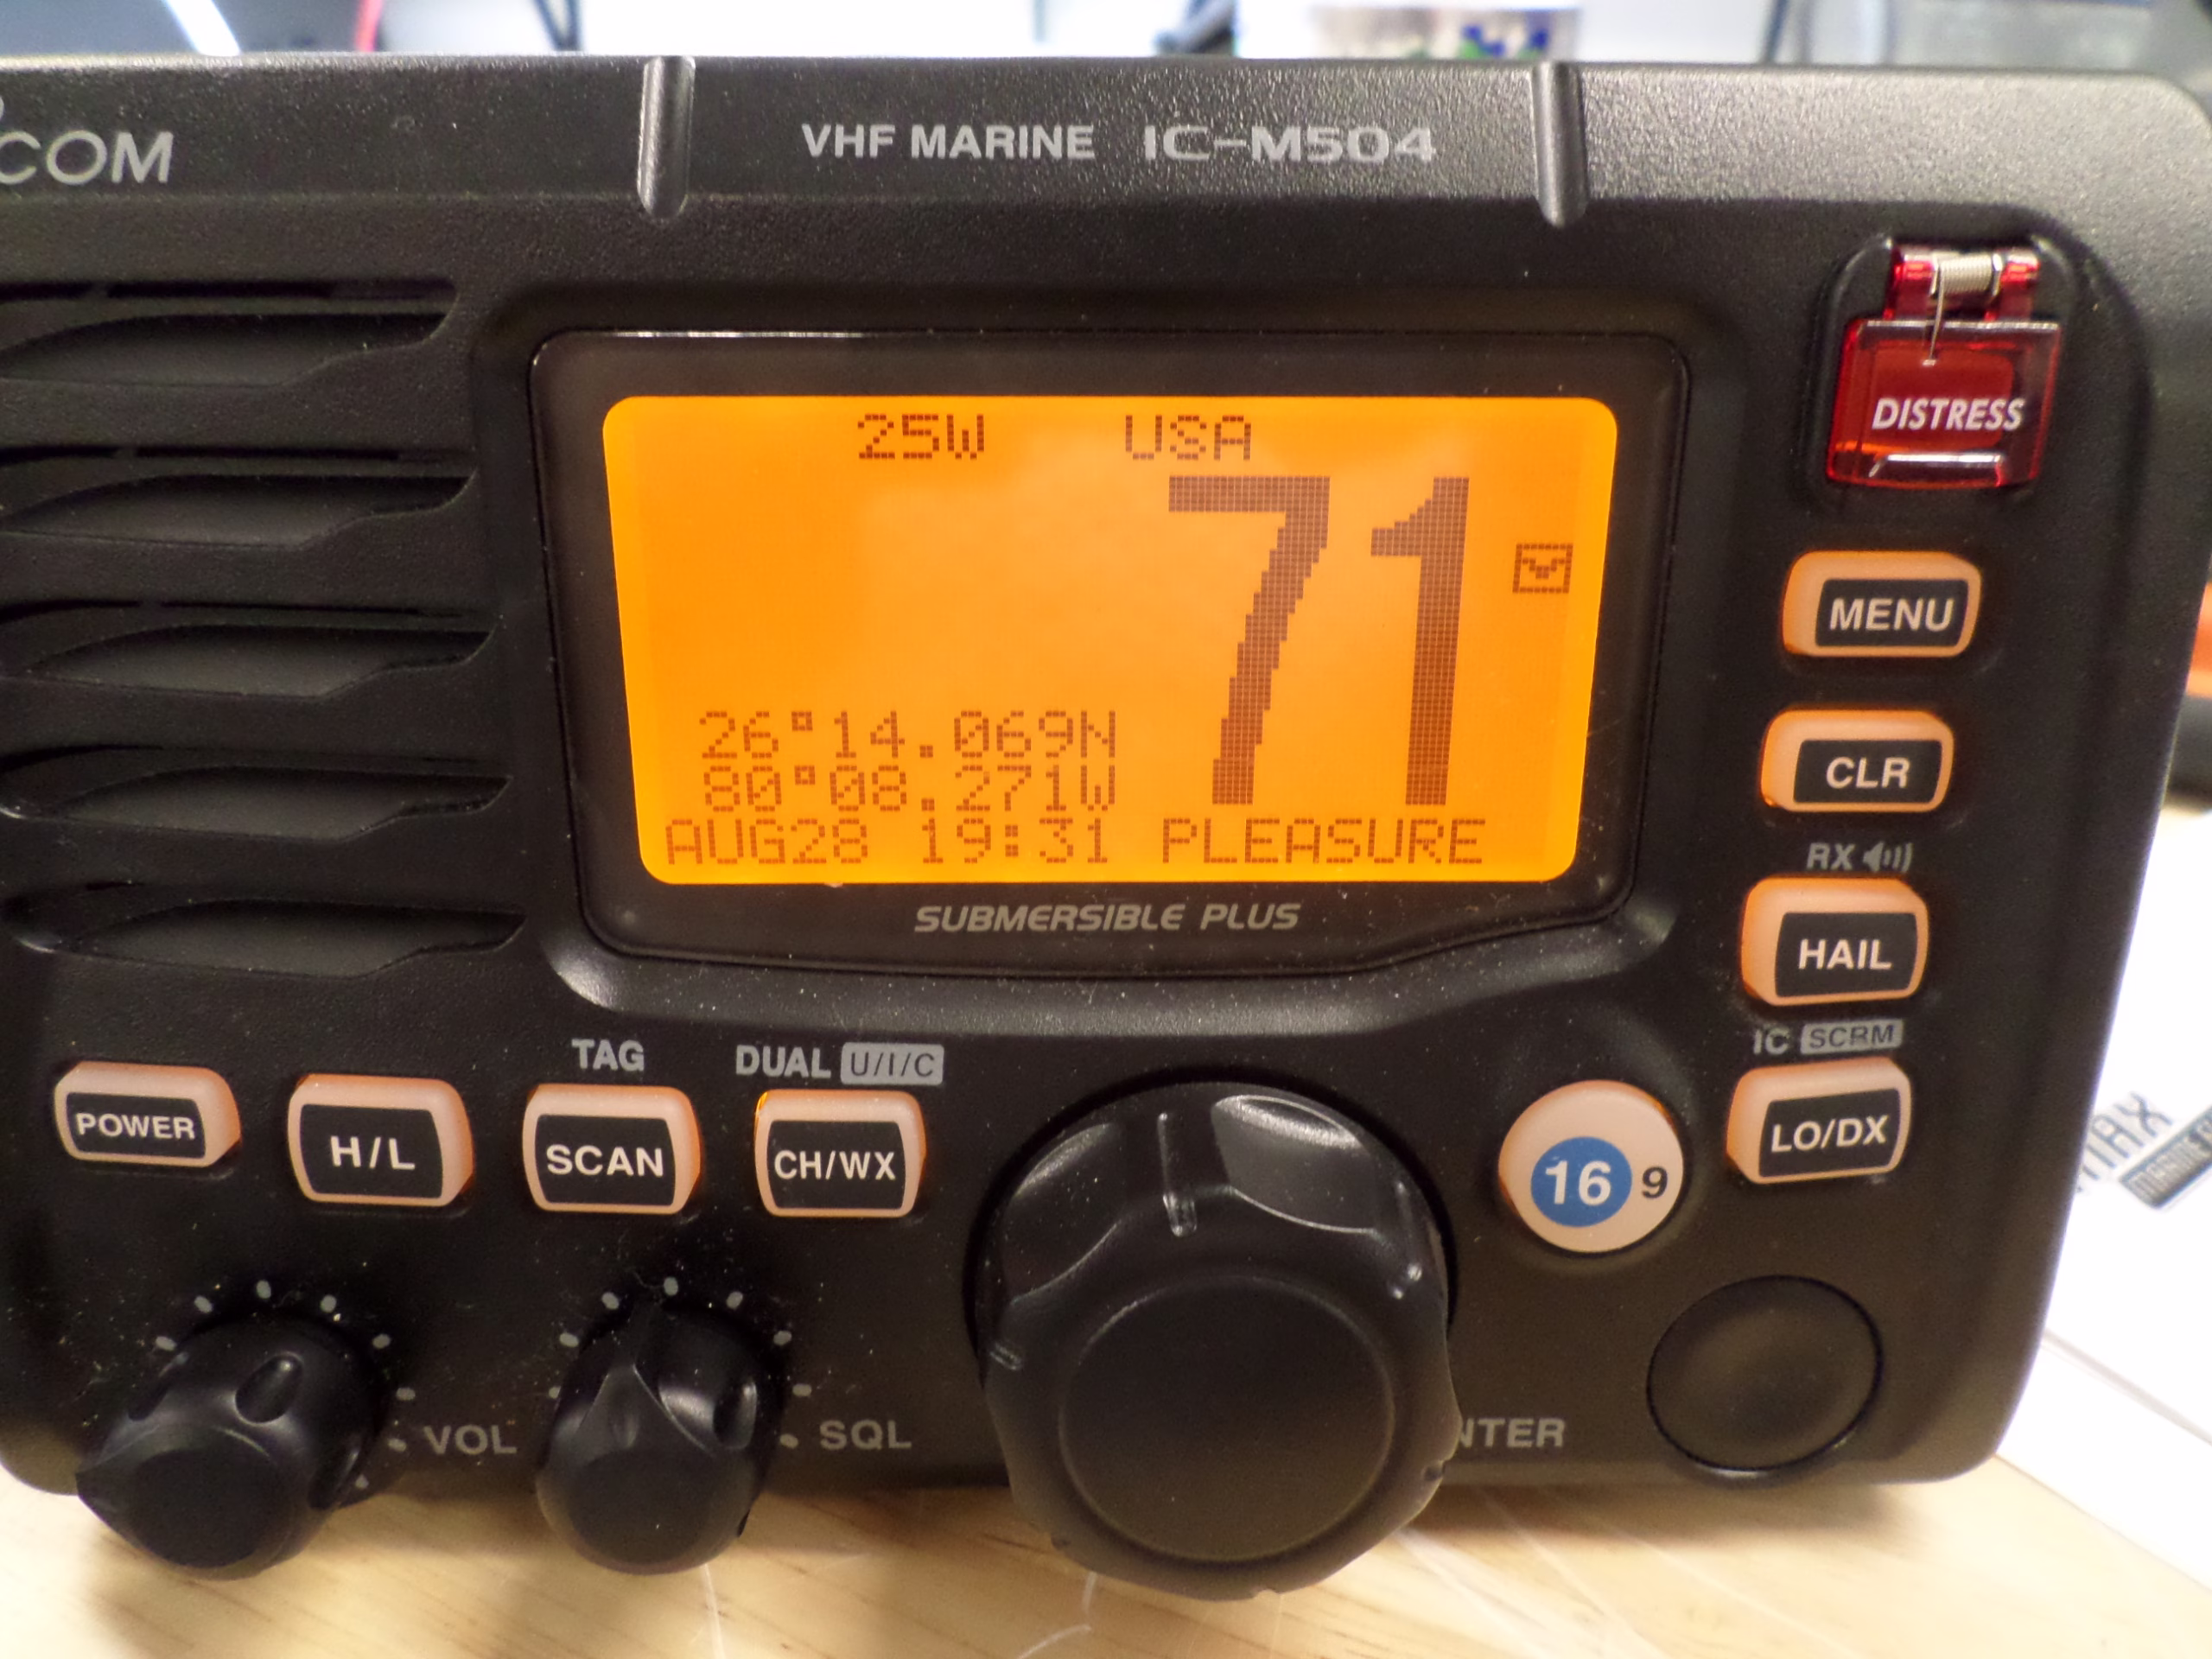 COM
VHF MARINE IC-M504
DISTRESS
25W USA
71
26°14.069N
80°08.271W
AUG28 19:31 PLEASURE
SUBMERSIBLE PLUS
MENU
CLR
RX
HAIL
IC SCRM
LO/DX
TAG
DUAL U/I/C
POWER
H/L
SCAN
CH/WX
16 9
VOL
SQL
NTER